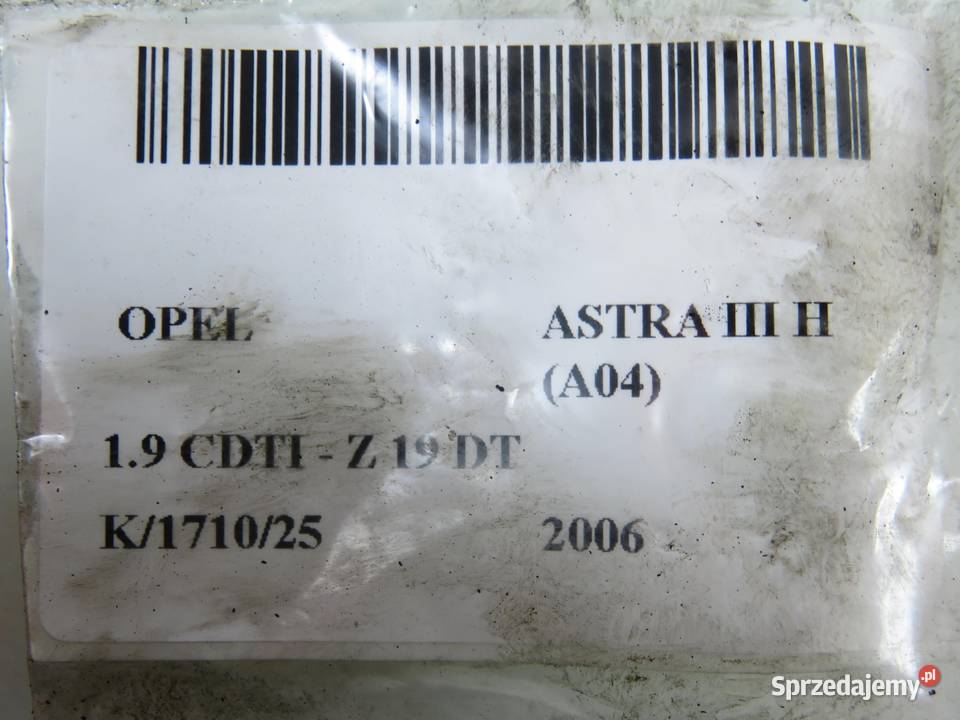 OPEL ASTRA III H
(A04)
1.9 CDTI - Z 19 DT
K/1710/25 2006
Sprzedajemy.pl